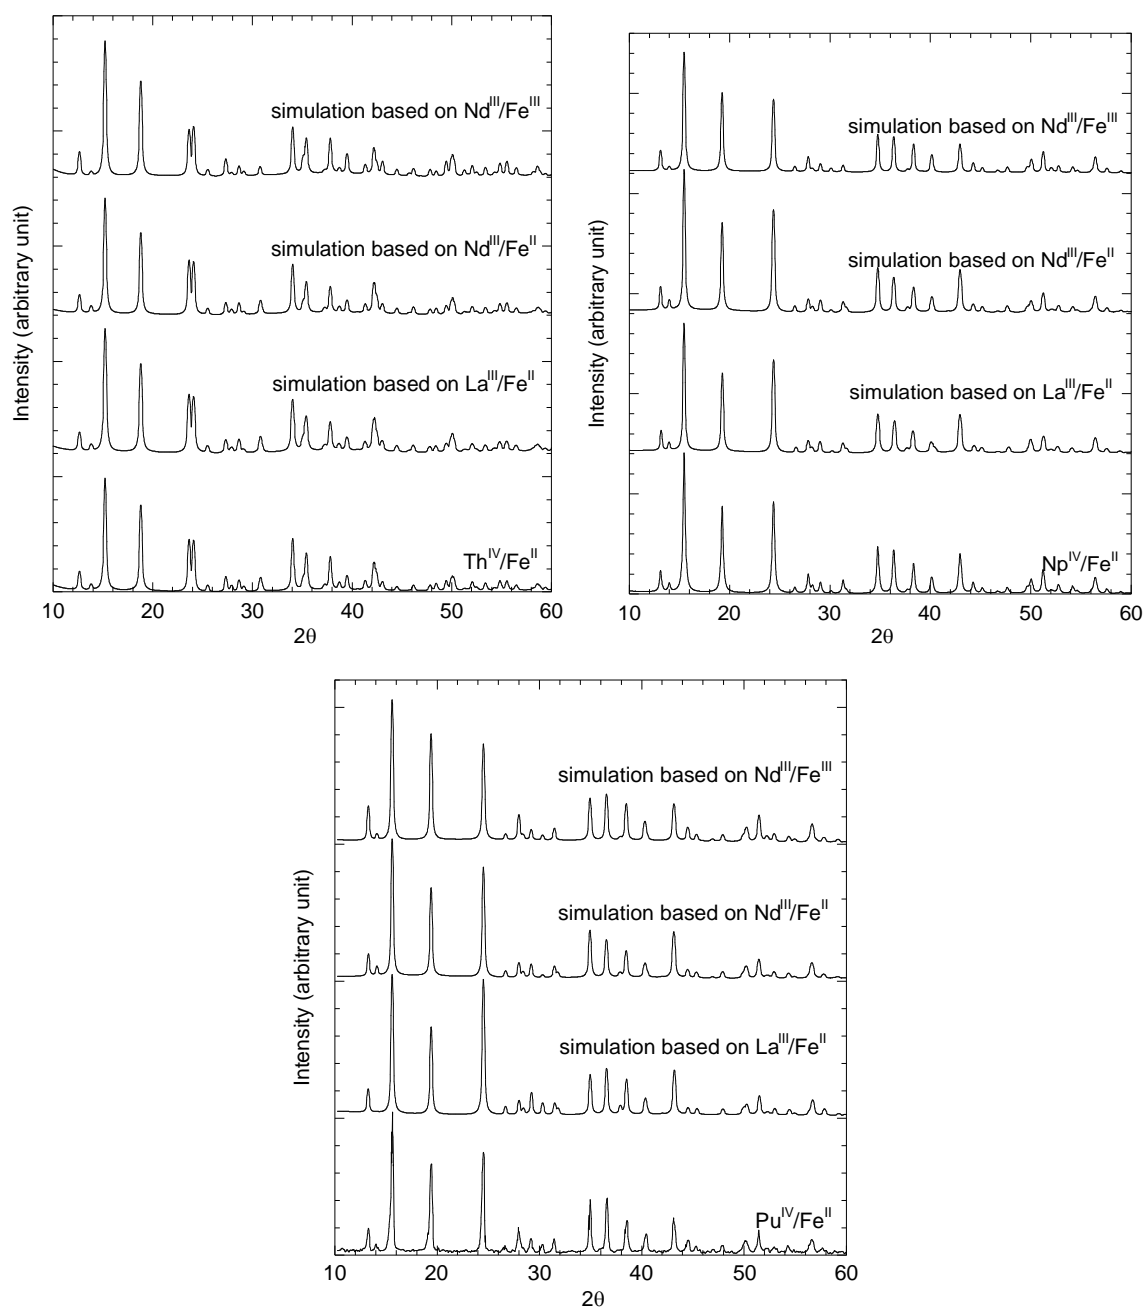 Intensity (arbitrary unit)
simulation based on Nd^III/Fe^III
simulation based on Nd^III/Fe^II
simulation based on La^III/Fe^II
Th^IV/Fe^II
10 20 30 40 50 60
2θ
Intensity (arbitrary unit)
simulation based on Nd^III/Fe^III
simulation based on Nd^III/Fe^II
simulation based on La^III/Fe^II
Np^IV/Fe^II
10 20 30 40 50 60
2θ
Intensity (arbitrary unit)
simulation based on Nd^III/Fe^III
simulation based on Nd^III/Fe^II
simulation based on La^III/Fe^II
Pu^IV/Fe^II
10 20 30 40 50 60
2θ